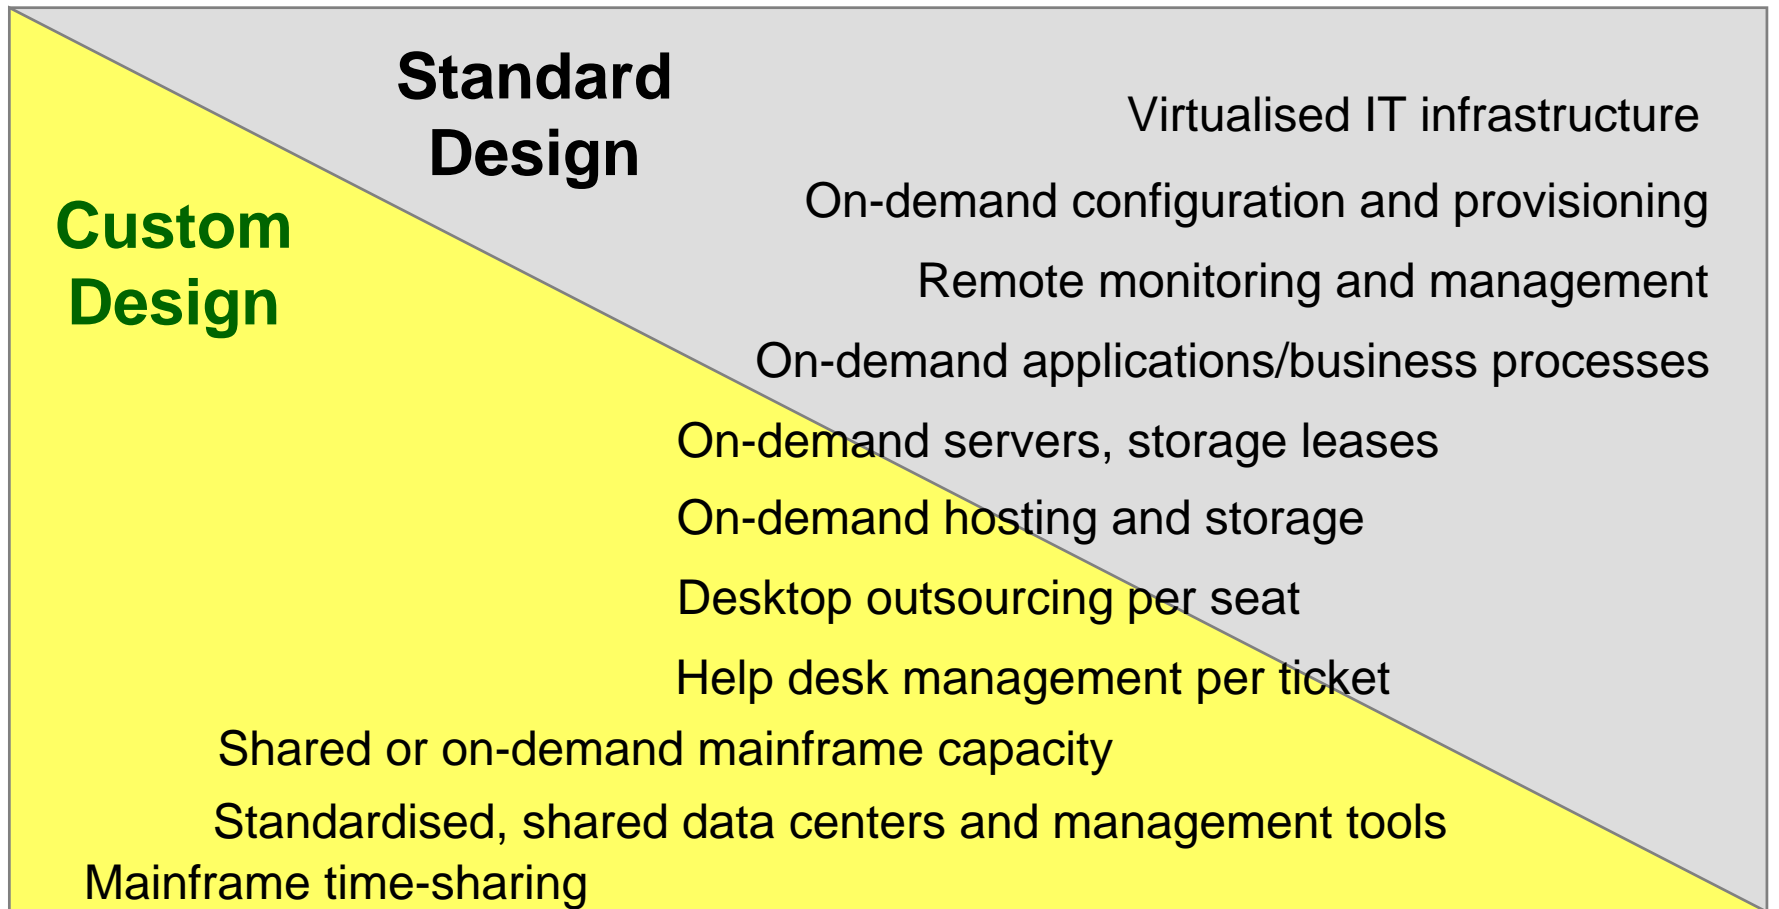 Standard
Design
Custom
Design
Virtualised IT infrastructure
On-demand configuration and provisioning
Remote monitoring and management
On-demand applications/business processes
On-demand servers, storage leases
On-demand hosting and storage
Desktop outsourcing per seat
Help desk management per ticket
Shared or on-demand mainframe capacity
Standardised, shared data centers and management tools
Mainframe time-sharing